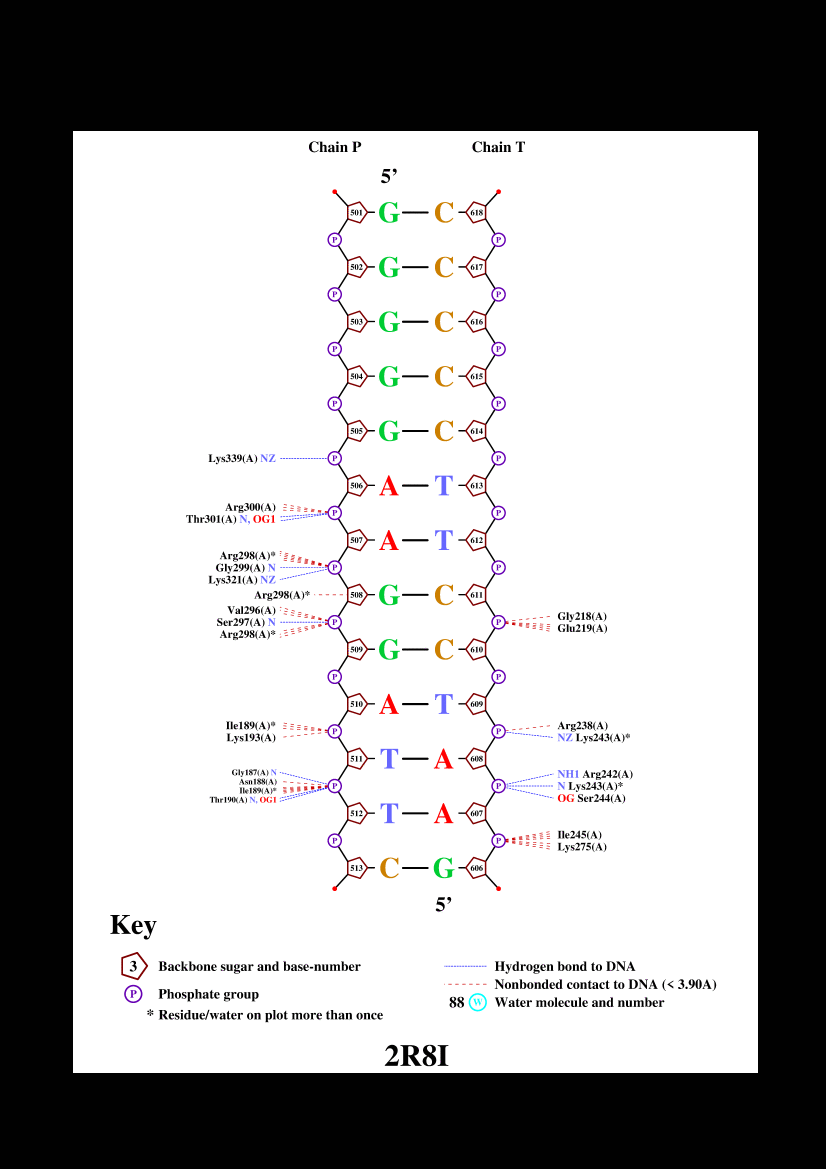 Chain P Chain T
5’
501 G C 618
P P
502 G C 617
P P
503 G C 616
P P
504 G C 615
P P
505 G C 614
Lys339(A) NZ P P
506 A T 613
Arg300(A)
Thr301(A) N, OG1 P P
507 A T 612
Arg298(A)*
Gly299(A) N P P
Lys321(A) NZ
Arg298(A)* 508 G C 611
Val296(A) Gly218(A)
Ser297(A) N P P Glu219(A)
Arg298(A)*
509 G C 610
P P
510 A T 609
Ile189(A)* P P Arg238(A)
Lys193(A) NZ Lys243(A)*
511 T A 608
Gly187(A) N NH1 Arg242(A)
Asn188(A) P P N Lys243(A)*
Ile189(A)* OG Ser244(A)
Thr190(A) N, OG1
512 T A 607
P P Ile245(A)
Lys275(A)
513 C G 606
5’
Key
3 Backbone sugar and base-number
P Phosphate group
* Residue/water on plot more than once
Hydrogen bond to DNA
Nonbonded contact to DNA (< 3.90A)
88 W Water molecule and number
2R8I